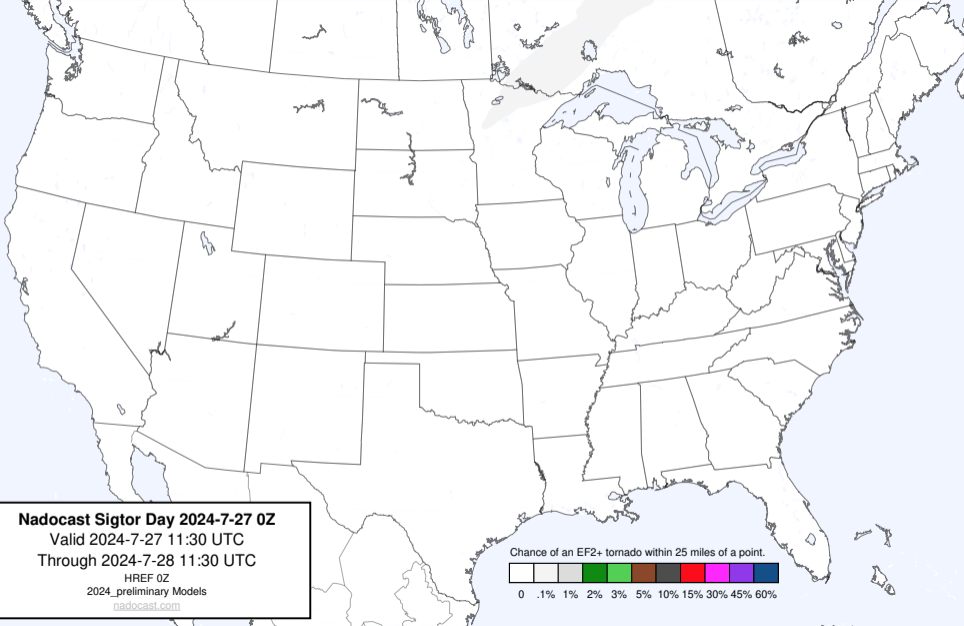 Nadocast Sigtor Day 2024-7-27 0Z
Valid 2024-7-27 11:30 UTC
Through 2024-7-28 11:30 UTC
HREF 0Z
2024_preliminary Models
nadocast.com
Chance of an EF2+ tornado within 25 miles of a point.
0 .1% 1% 2% 3% 5% 10% 15% 30% 45% 60%